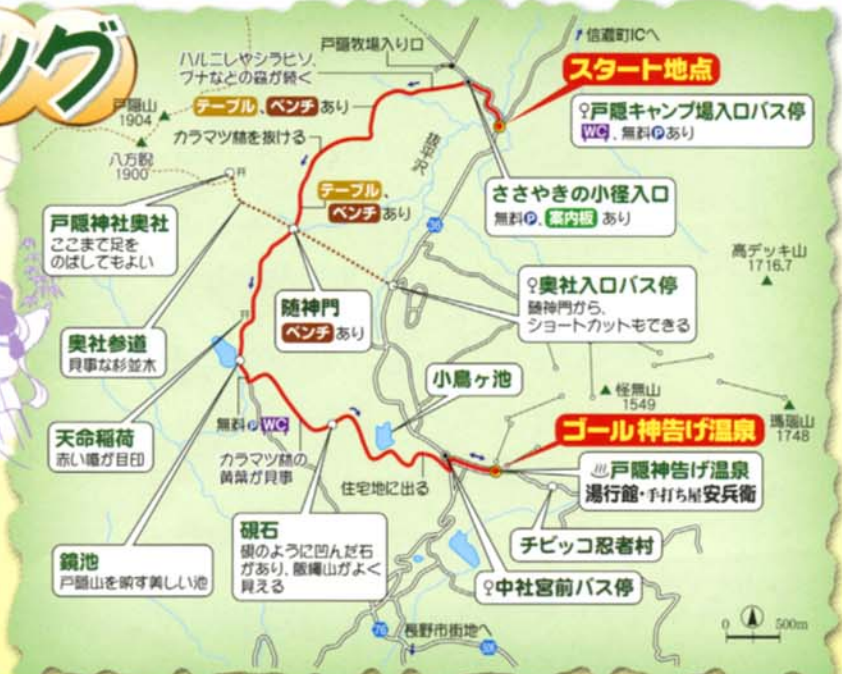 ング
戸隠牧場入り口
信濃町ICへ
スタート地点
ハルニレやシラビソ、
ブナなどの森が続く
戸隠山
1904
テーブル、ベンチあり
戸隠キャンプ場入口バス停
WC、無料Pあり
カラマツ林を抜ける
八方睨
1900
テーブル、
ベンチあり
ささやきの小径入口
無料P、案内板 あり
36
戸隠神社奥社
ここまで足を
のばしてもよい
高デッキ山
1716.7
奥社入口バス停
随神門から、
ショートカットもできる
随神門
ベンチあり
奥社参道
見事な杉並木
小鳥ヶ池
怪無山
1549
瑪瑙山
1748
無料P WC
天命稲荷
赤い幟が目印
カラマツ林の
黄葉が見事
ゴール 神告げ温泉
戸隠神告げ温泉
湯行館・手打ち屋安兵衛
住宅地に出る
硯石
硯のように凹んだ石
があり、飯縄山がよく
見える
チビッコ忍者村
鏡池
戸隠山を映す美しい池
中社宮前バス停
76
長野市街地へ
0 500m